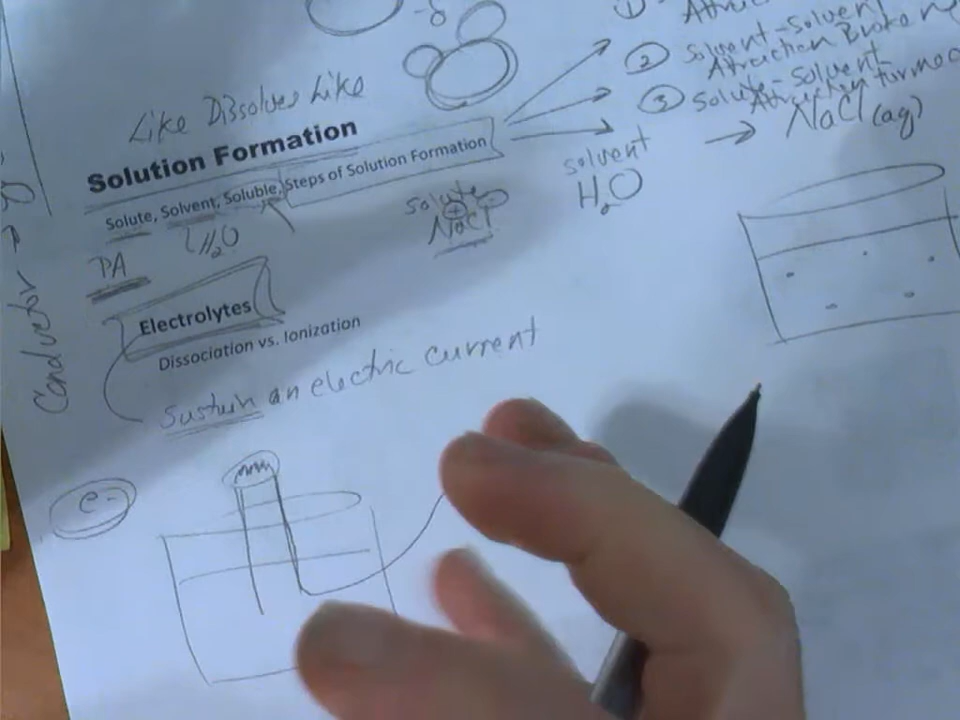 -δ
① Attrac
② Solvent-Solvent
Attraction Broken
③ Solute-Solvent
Attraction formed
Like Dissolves Like
Solution Formation
Solute, Solvent, Soluble, Steps of Solution Formation
H₂O
PA
solute
+ -
NaCl
solvent
H₂O
→ NaCl(aq)
Electrolytes
Dissociation vs. Ionization
Sustain an electric current
Conductor →
e-